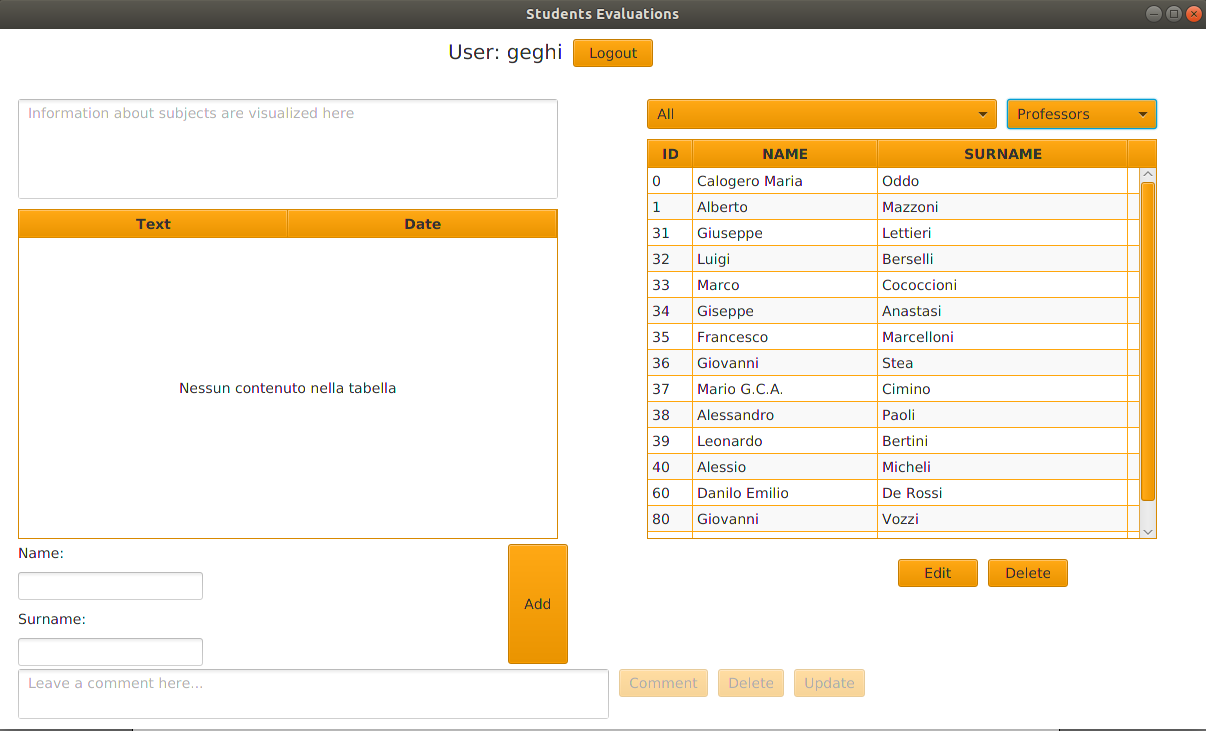 Students Evaluations
User: geghi Logout
Information about subjects are visualized here
All Professors
ID NAME SURNAME
0 Calogero Maria Oddo
1 Alberto Mazzoni
31 Giuseppe Lettieri
32 Luigi Berselli
33 Marco Cococcioni
34 Giseppe Anastasi
35 Francesco Marcelloni
36 Giovanni Stea
37 Mario G.C.A. Cimino
38 Alessandro Paoli
39 Leonardo Bertini
40 Alessio Micheli
60 Danilo Emilio De Rossi
80 Giovanni Vozzi
Text Date
Nessun contenuto nella tabella
Name:
Surname:
Add
Edit Delete
Leave a comment here...
Comment Delete Update